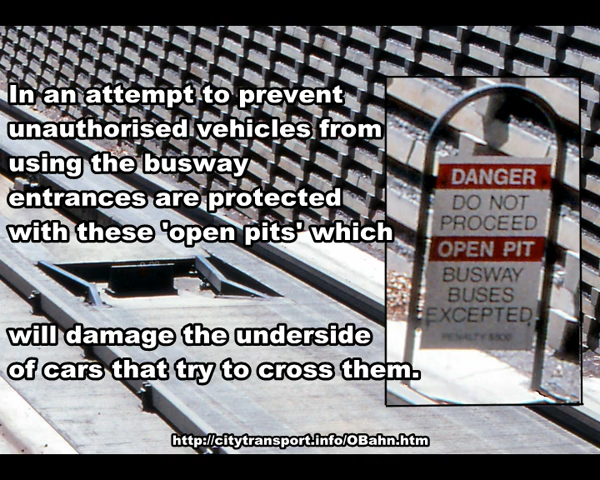 In an attempt to prevent
unauthorised vehicles from
using the busway
entrances are protected
with these 'open pits' which
will damage the underside
of cars that try to cross them.
DANGER
DO NOT
PROCEED
OPEN PIT
BUSWAY
BUSES
EXCEPTED
http://citytransport.info/OBahn.htm